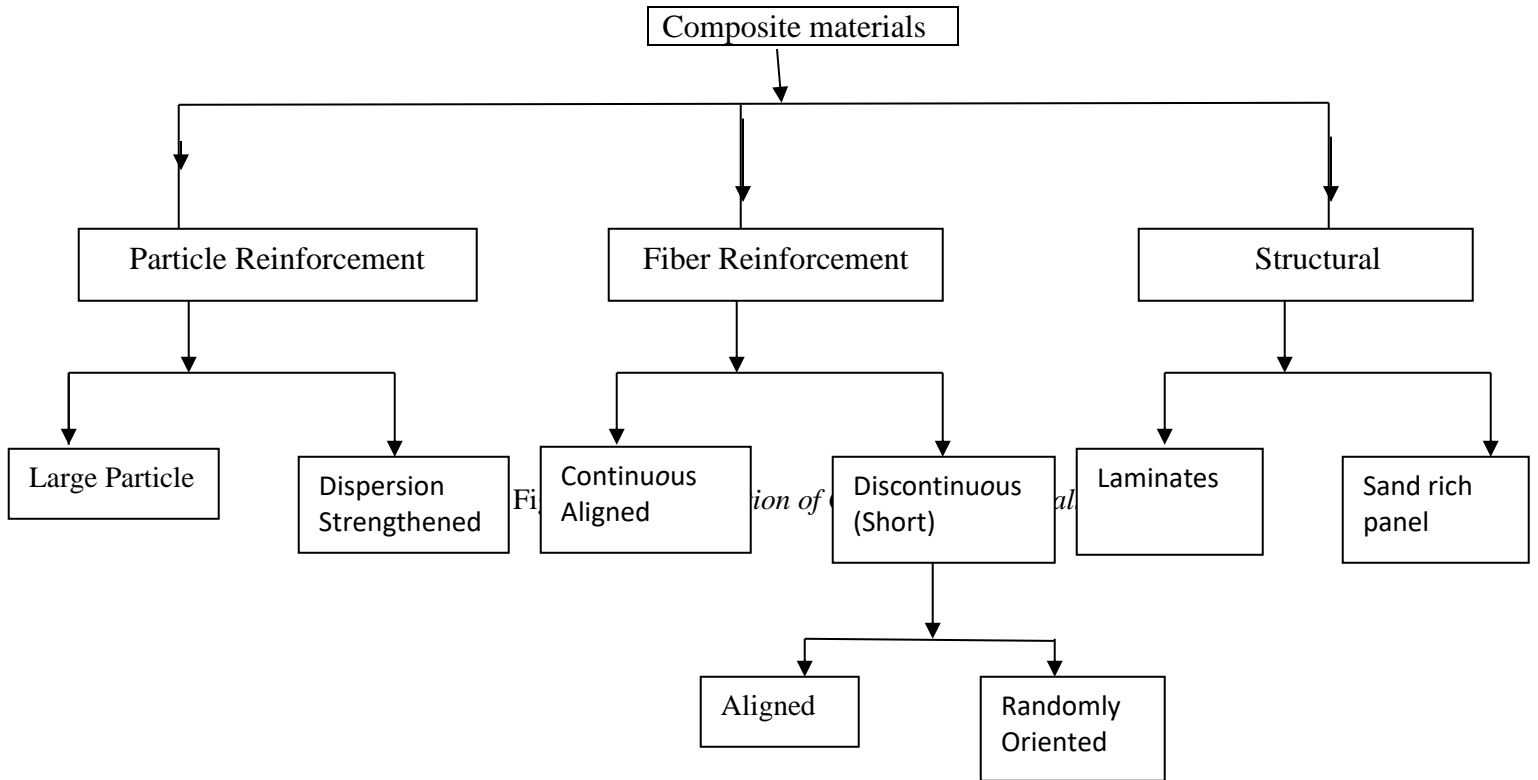 Composite materials
Particle Reinforcement
Fiber Reinforcement
Structural
Large Particle
Dispersion
Strengthened
Continuous
Aligned
Discontinuous
(Short)
Laminates
Sand rich
panel
of
Aligned
Randomly
Oriented